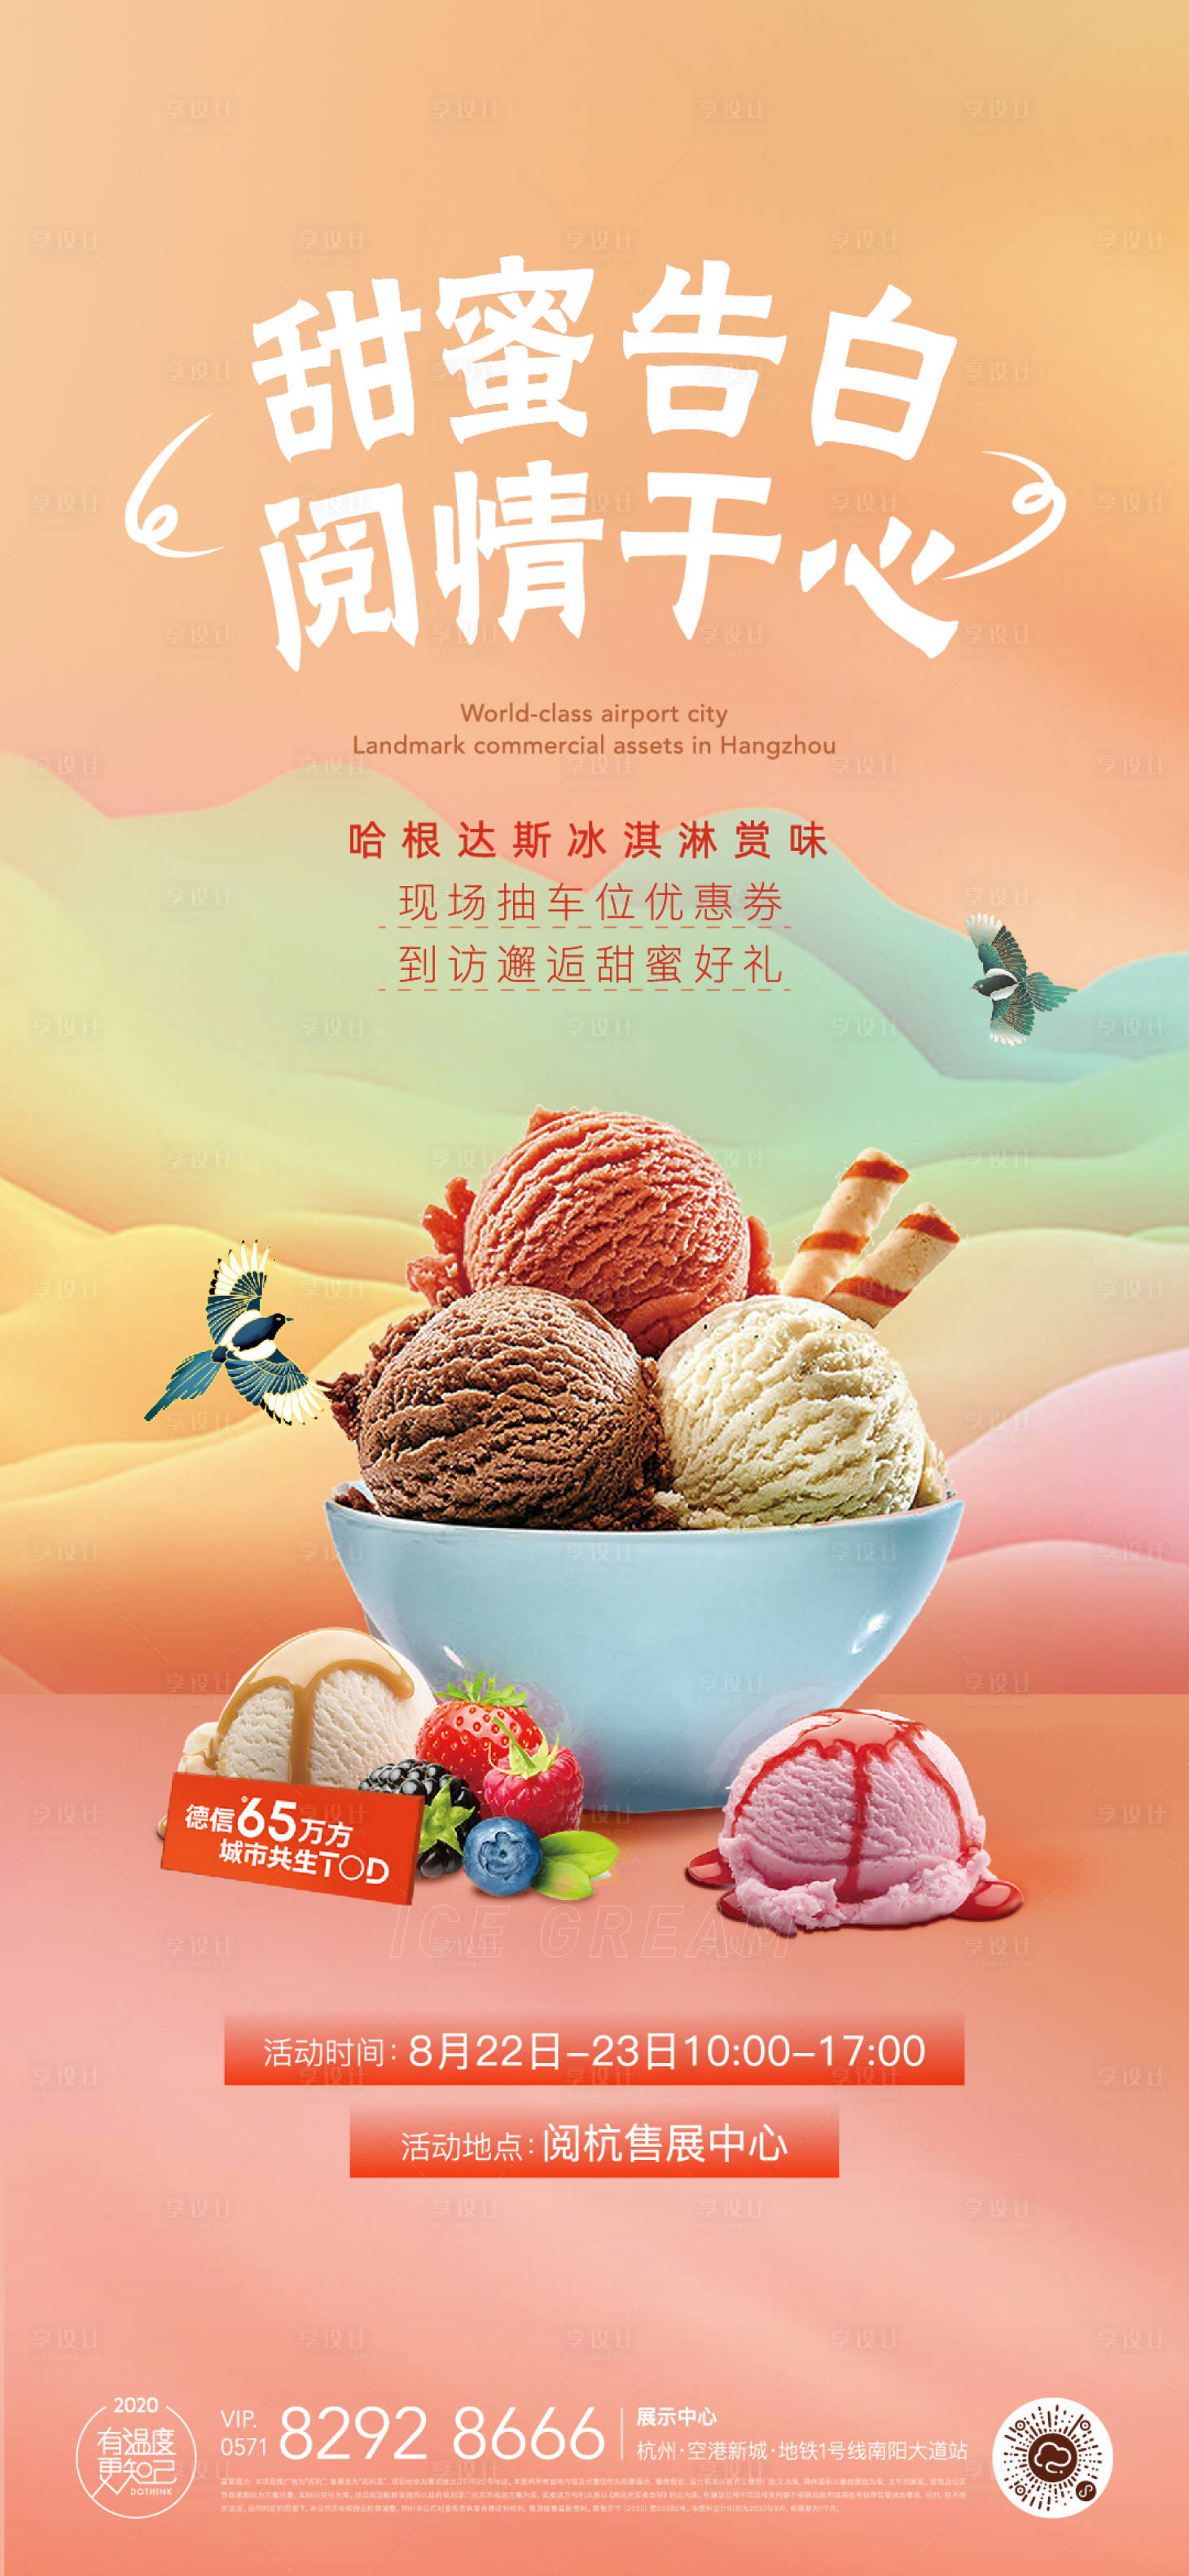 甜蜜告白
阅情于心
World-class airport city
Landmark commercial assets in Hangzhou
哈根达斯冰淇淋赏味
现场抽车位优惠券
到访邂逅甜蜜好礼
德信65万方
城市共生TOD
ICE GREAM
活动时间：8月22日-23日10:00-17:00
活动地点：阅杭售展中心
2020
有温度
更知己
DOTHINK
VIP.
0571
8292 8666
展示中心
杭州·空港新城·地铁1号线南阳大道站
享设计